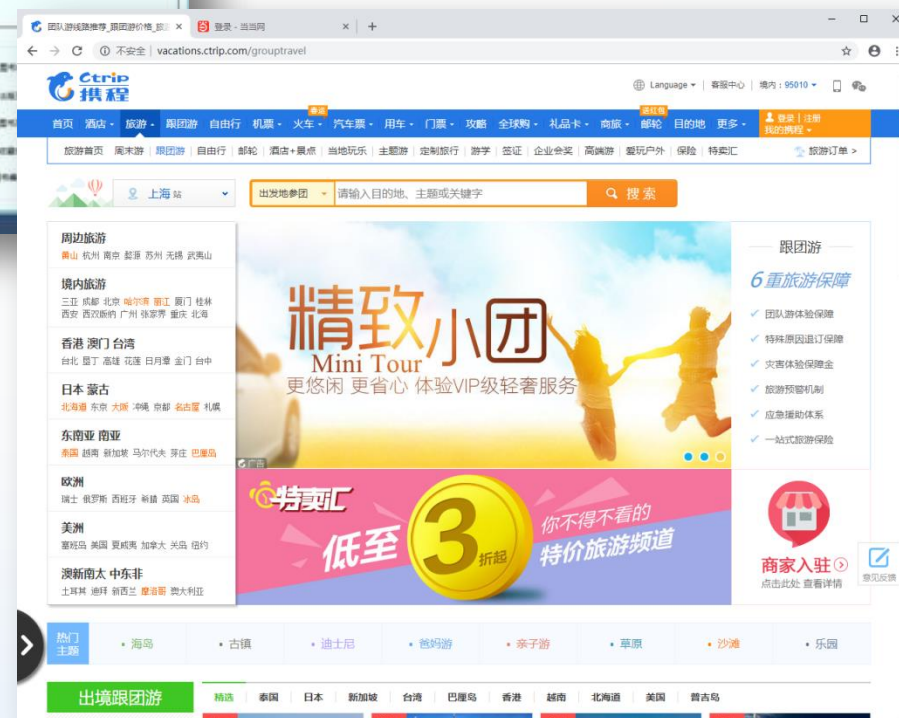 团队游线路推荐_跟团游价格_旅
登录 - 当当网
不安全 | vacations.ctrip.com/grouptravel
Ctrip
携程
Language
客服中心
境内：95010
春运
送红包
首页 酒店 旅游 跟团游 自由行 机票 火车 汽车票 用车 门票 攻略 全球购 礼品卡 商旅 邮轮 目的地 更多
登录 | 注册
我的携程
旅游首页 周末游 跟团游 自由行 邮轮 酒店+景点 当地玩乐 主题游 定制旅行 游学 签证 企业会奖 高端游 爱玩户外 保险 特卖汇
旅游订单 >
上海 站
出发地参团
请输入目的地、主题或关键字
搜索
周边旅游
黄山 杭州 南京 婺源 苏州 无锡 武夷山
境内旅游
三亚 成都 北京 哈尔滨 丽江 厦门 桂林
西安 西双版纳 广州 张家界 重庆 北海
香港 澳门 台湾
台北 垦丁 高雄 花莲 日月潭 金门 台中
日本 蒙古
北海道 东京 大阪 冲绳 京都 名古屋 札幌
东南亚 南亚
泰国 越南 新加坡 马尔代夫 芽庄 巴厘岛
欧洲
瑞士 俄罗斯 西班牙 希腊 英国 冰岛
美洲
塞班岛 美国 夏威夷 加拿大 关岛 纽约
澳新南太 中东非
土耳其 迪拜 新西兰 摩洛哥 澳大利亚
精致小团
Mini Tour
更悠闲 更省心 体验VIP级轻奢服务
广告
跟团游
6重旅游保障
团队游体验保障
特殊原因退订保障
灾害体验保障金
旅游预警机制
应急援助体系
一站式旅游保险
特卖汇
低至
3
折起
你不得不看的
特价旅游频道
商家入驻
点击此处 查看详情
意见反馈
热门
主题
海岛
古镇
迪士尼
爸妈游
亲子游
草原
沙滩
乐园
出境跟团游
精选 泰国 日本 新加坡 台湾 巴厘岛 香港 越南 北海道 美国 普吉岛